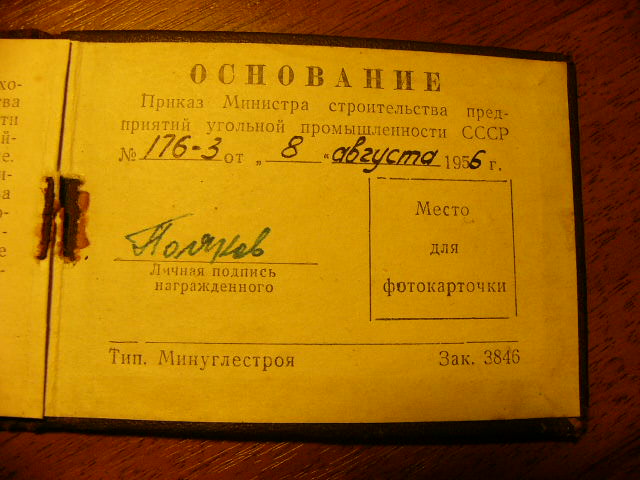 ОСНОВАНИЕ
Приказ Министра строительства пред-
приятий угольной промышленности СССР
№ 176-3 от „ 8 “ августа 1956 г.
Поляков
Личная подпись
награжденного
Место
для
фотокарточки
Тип. Минуглестроя Зак. 3846